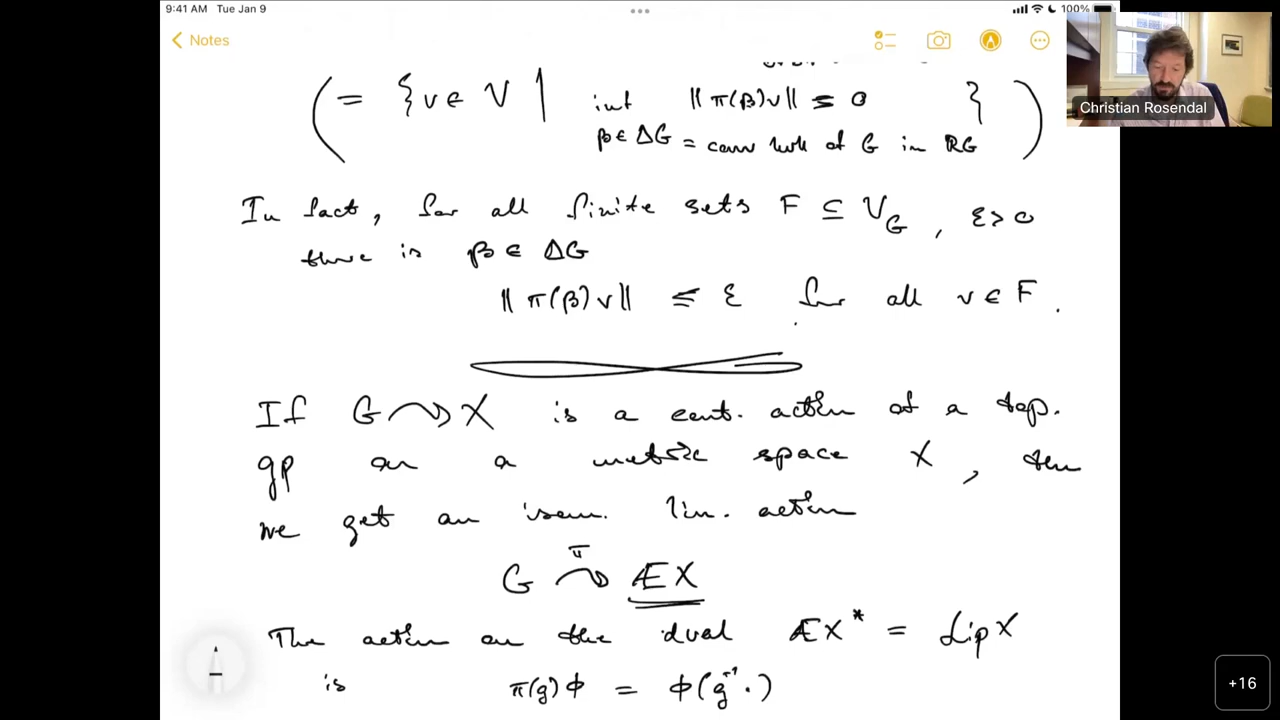 9:41 AM Tue Jan 9
100%
Notes
Christian Rosendal
( = { v ∈ V | inf ‖π(β)v‖ = 0 } )
β ∈ ΔG = conv hull of G in ℝG
In fact, for all finite sets F ⊆ V_G, ε>0
there is β ∈ ΔG
‖π(β)v‖ ≤ ε for all v ∈ F.
If G ↷ X is a cont. action of a top.
gp on a metric space X, then
we get an isom. lin. action
G ↷^π ÆX
The action on the dual ÆX* = Lip X
is π(g)ϕ = ϕ(g⁻¹ · )
+16